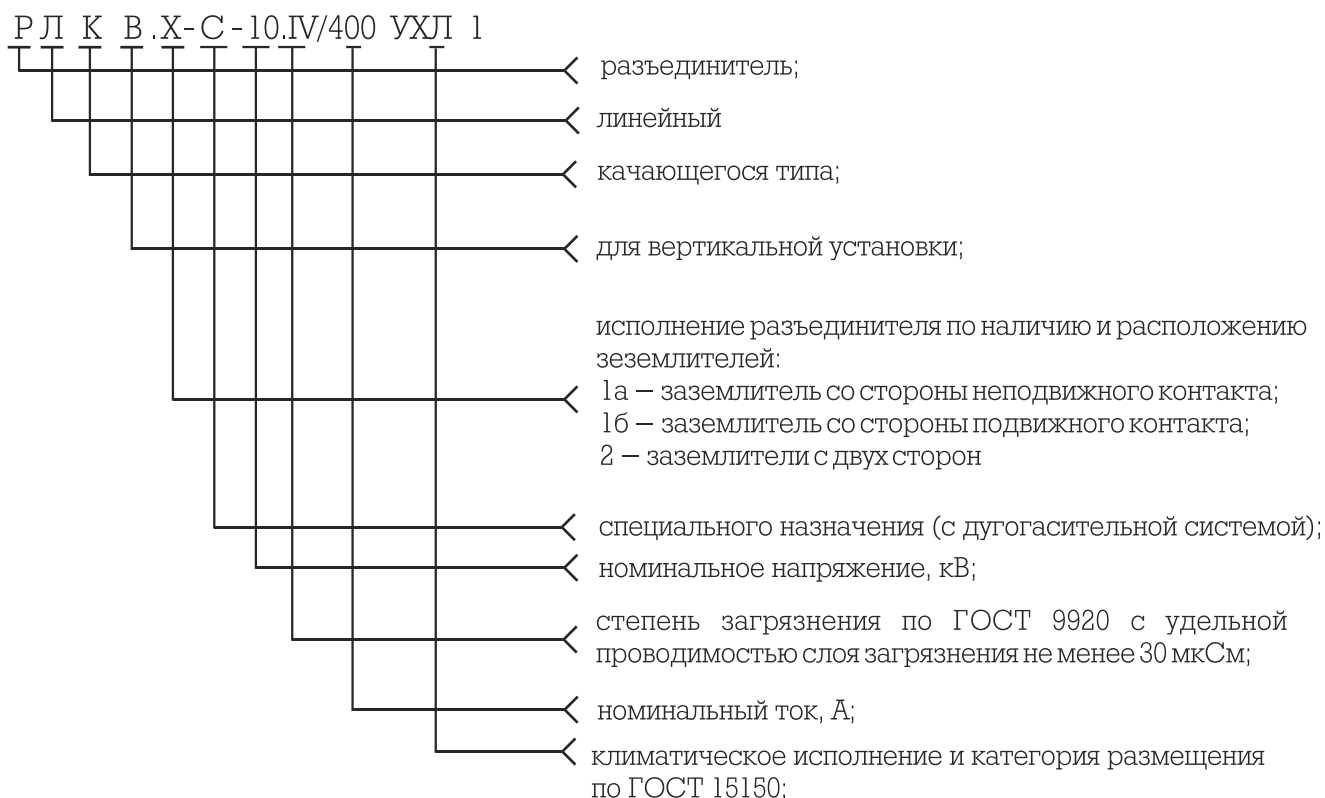 Р Л К В .Х-С-10.IV/400 УХЛ 1
разъединитель;
линейный
качающегося типа;
для вертикальной установки;
исполнение разъединителя по наличию и расположению
зеземлителей:
1а – заземлитель со стороны неподвижного контакта;
1б – заземлитель со стороны подвижного контакта;
2 – заземлители с двух сторон
специального назначения (с дугогасительной системой);
номинальное напряжение, кВ;
степень загрязнения по ГОСТ 9920 с удельной
проводимостью слоя загрязнения не менее 30 мкСм;
номинальный ток, А;
климатическое исполнение и категория размещения
по ГОСТ 15150;